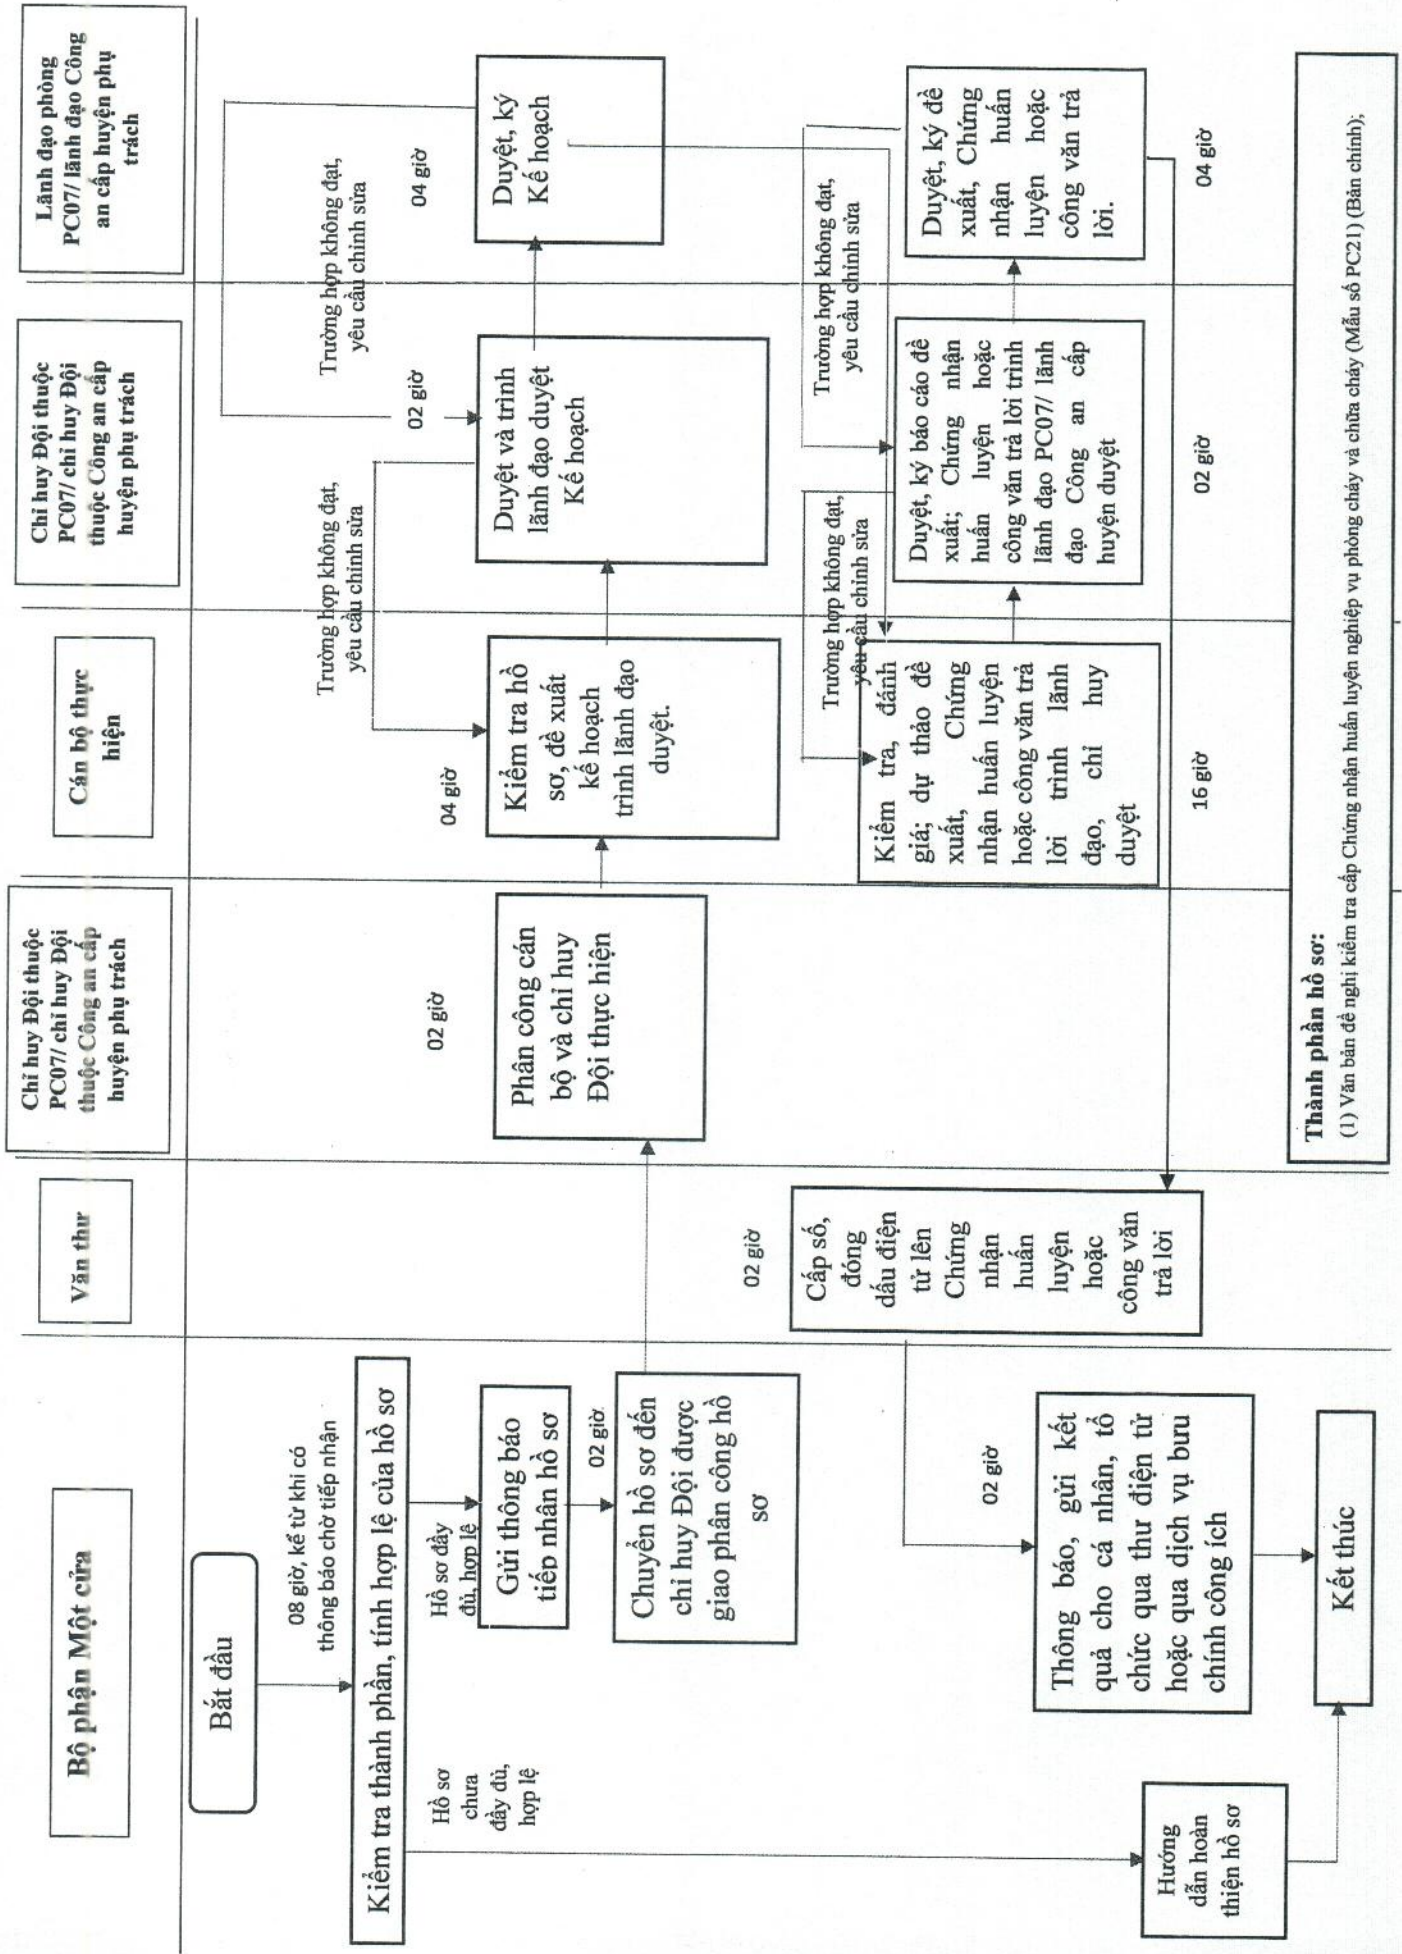 Bộ phận Một cửa
Văn thư
Chỉ huy Đội thuộc
PC07/ chỉ huy Đội
thuộc Công an cấp
huyện phụ trách
Cán bộ thực
hiện
Chỉ huy Đội thuộc
PC07/ chỉ huy Đội
thuộc Công an cấp
huyện phụ trách
Lãnh đạo phòng
PC07/ lãnh đạo Công
an cấp huyện phụ
trách
Bắt đầu
08 giờ, kể từ khi có
thông báo chờ tiếp nhận
Kiểm tra thành phần, tính hợp lệ của hồ sơ
Hồ sơ
chưa
đầy đủ,
hợp lệ
Hồ sơ đầy
đủ, hợp lệ
Gửi thông báo
tiếp nhận hồ sơ
02 giờ
Chuyển hồ sơ đến
chỉ huy Đội được
giao phân công hồ
sơ
02 giờ
Phân công cán
bộ và chỉ huy
Đội thực hiện
04 giờ
Kiểm tra hồ
sơ, đề xuất
kế hoạch
trình lãnh đạo
duyệt.
Trường hợp không đạt,
yêu cầu chỉnh sửa
02 giờ
Duyệt và trình
lãnh đạo duyệt
Kế hoạch
Trường hợp không đạt,
yêu cầu chỉnh sửa
04 giờ
Duyệt, ký
Kế hoạch
Trường hợp không đạt,
yêu cầu chỉnh sửa
Kiểm tra, đánh
giá; dự thảo đề
xuất, Chứng
nhận huấn luyện
hoặc công văn trả
lời trình lãnh
đạo, chỉ huy
duyệt
16 giờ
Trường hợp không đạt,
yêu cầu chỉnh sửa
Duyệt, ký báo cáo đề
xuất; Chứng nhận
huấn luyện hoặc
công văn trả lời trình
lãnh đạo PC07/ lãnh
đạo Công an cấp
huyện duyệt
02 giờ
Duyệt, ký đề
xuất, Chứng
nhận huấn
luyện hoặc
công văn trả
lời.
04 giờ
02 giờ
Cấp số,
đóng
dấu điện
tử lên
Chứng
nhận
huấn
luyện
hoặc
công văn
trả lời
02 giờ
Thông báo, gửi kết
quả cho cá nhân, tổ
chức qua thư điện tử
hoặc qua dịch vụ bưu
chính công ích
Hướng
dẫn hoàn
thiện hồ sơ
Kết thúc
Thành phần hồ sơ:
(1) Văn bản đề nghị kiểm tra cấp Chứng nhận huấn luyện nghiệp vụ phòng cháy và chữa cháy (Mẫu số PC21) (Bản chính);